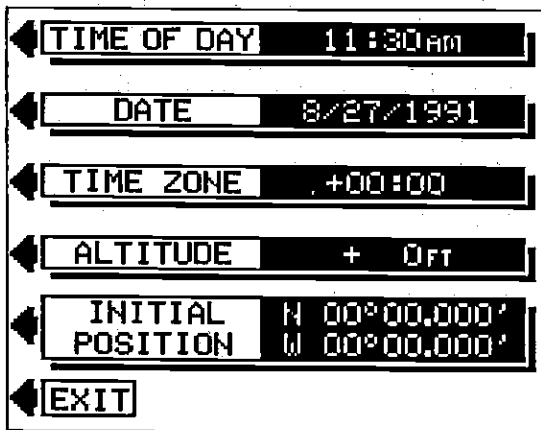 TIME OF DAY 11:30AM
DATE 8/27/1991
TIME ZONE +00:00
ALTITUDE + 0FT
INITIAL POSITION N 00°00.000'
W 00°00.000'
EXIT